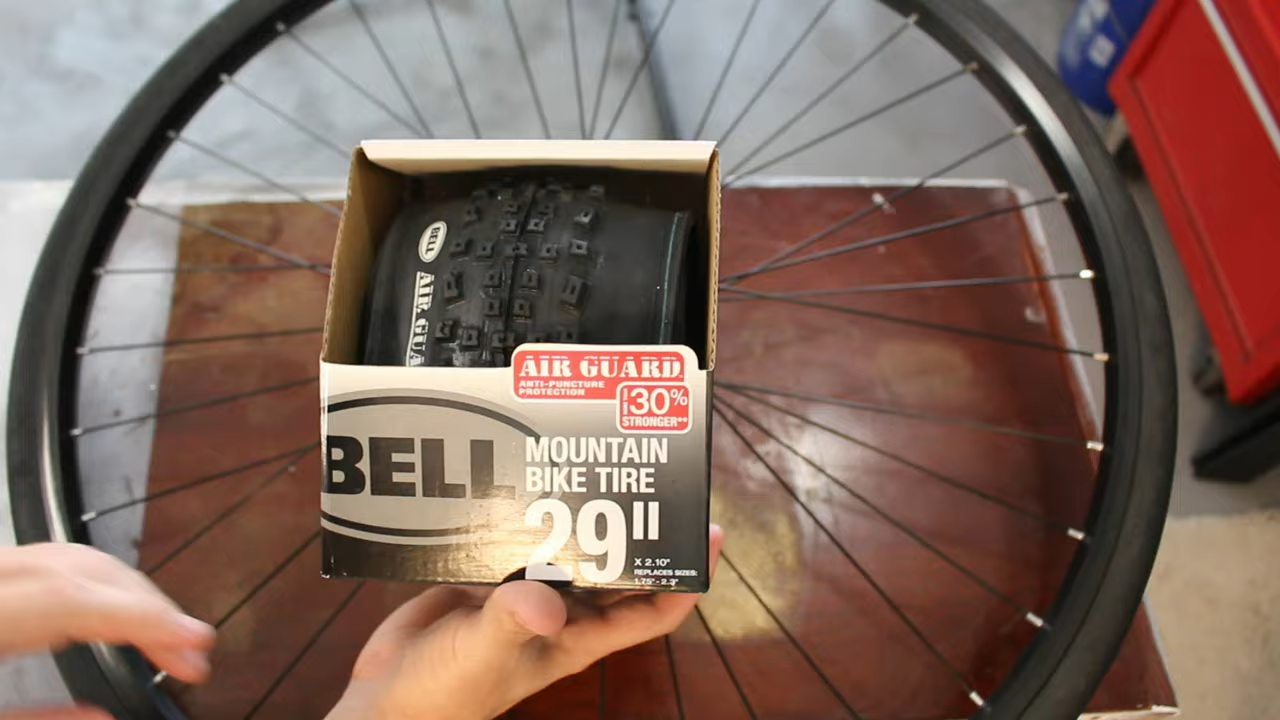 BELL
AIR GUA
AIR GUARD
ANTI-PUNCTURE
PROTECTION
30%
STRONGER**
BELL
MOUNTAIN
BIKE TIRE
29"
X 2.10"
REPLACES SIZES:
1.75" - 2.3"